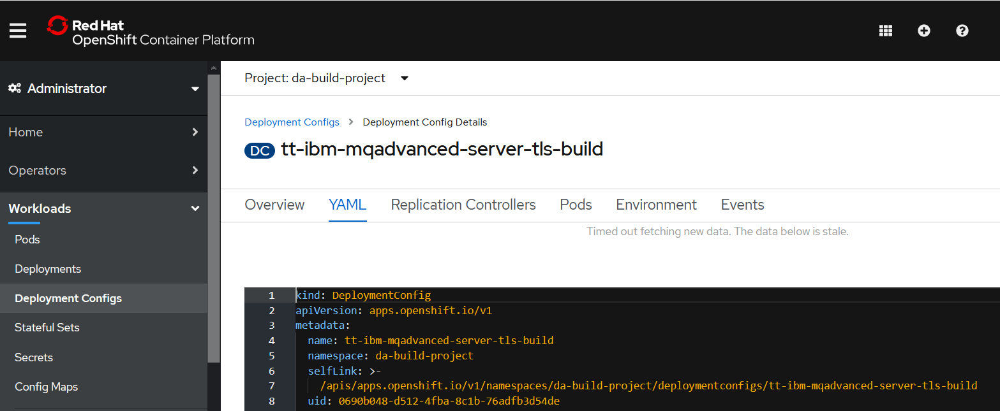 Red Hat
OpenShift Container Platform
Administrator
Home
Operators
Workloads
Pods
Deployments
Deployment Configs
Stateful Sets
Secrets
Config Maps
Project: da-build-project
Deployment Configs > Deployment Config Details
DC tt-ibm-mqadvanced-server-tls-build
Overview YAML Replication Controllers Pods Environment Events
Timed out fetching new data. The data below is stale.
1 kind: DeploymentConfig
2 apiVersion: apps.openshift.io/v1
3 metadata:
4 name: tt-ibm-mqadvanced-server-tls-build
5 namespace: da-build-project
6 selfLink: >-
7 /apis/apps.openshift.io/v1/namespaces/da-build-project/deploymentconfigs/tt-ibm-mqadvanced-server-tls-build
8 uid: 0690b048-d512-4fba-8c1b-76adfb3d54de